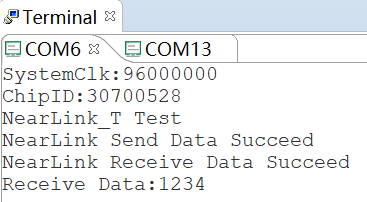 Terminal
COM6 COM13
SystemClk:96000000
ChipID:30700528
NearLink_T Test
NearLink Send Data Succeed
NearLink Receive Data Succeed
Receive Data:1234